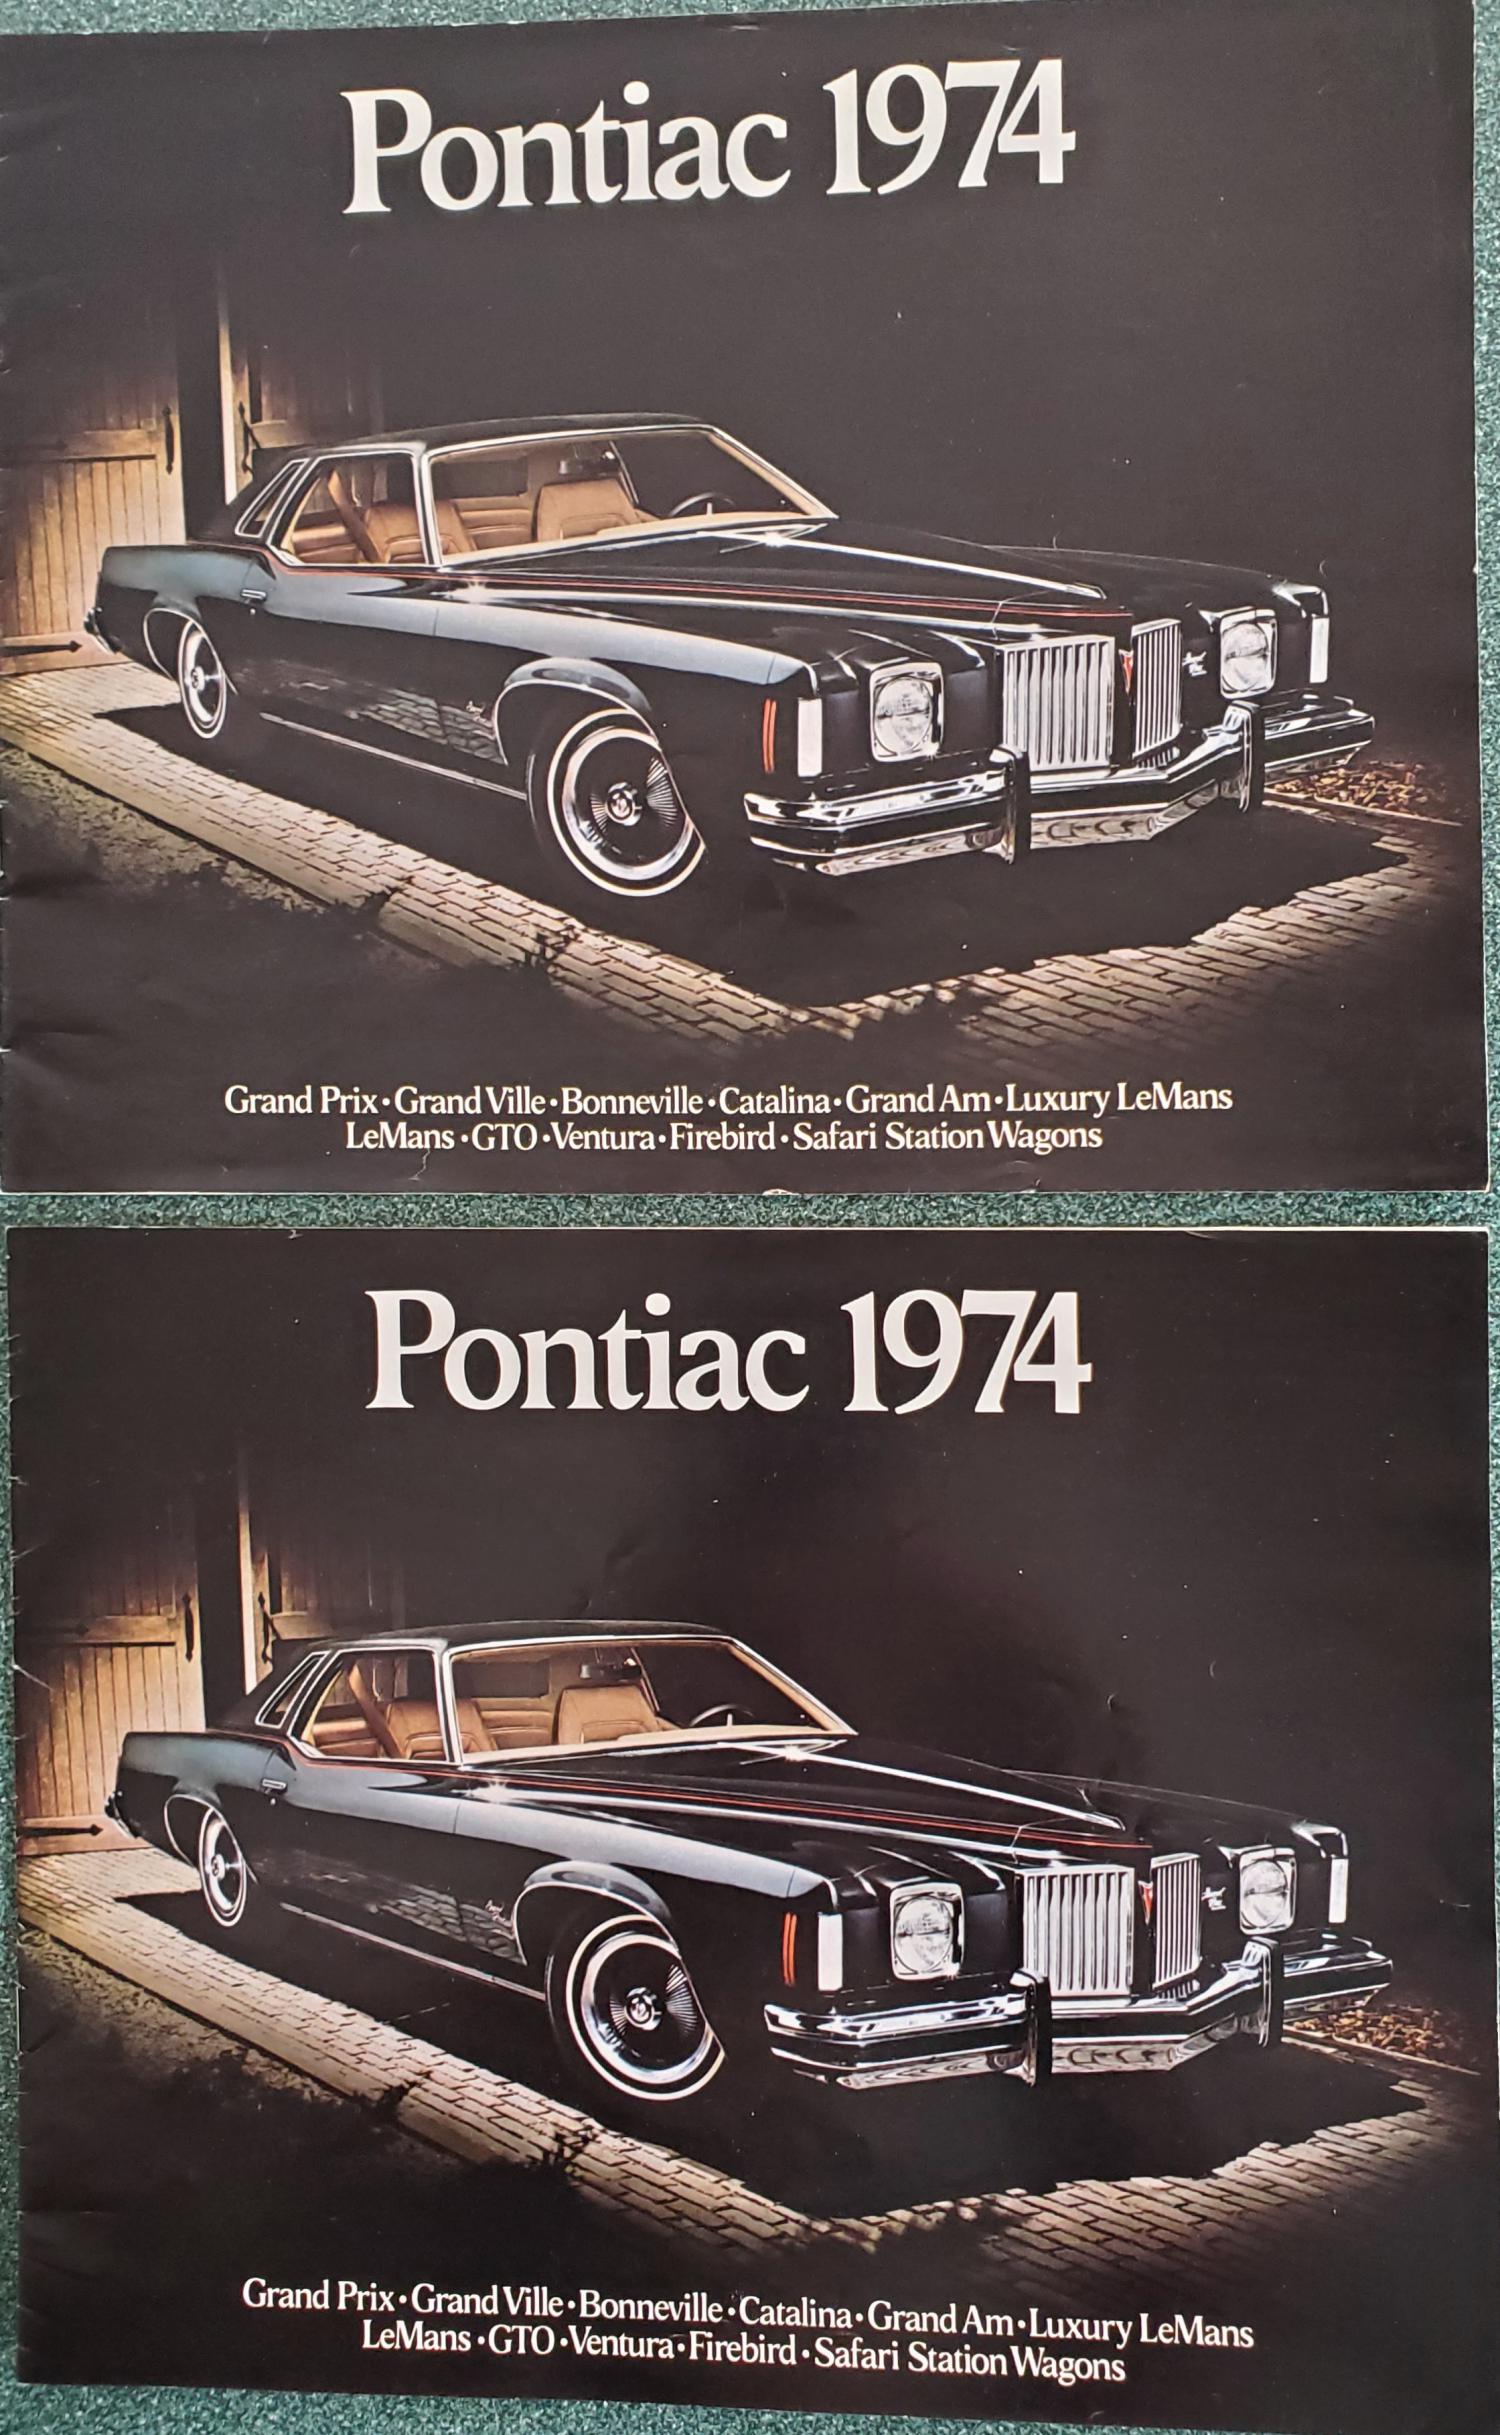 Pontiac 1974
Grand Prix • Grand Ville • Bonneville • Catalina • Grand Am • Luxury LeMans
LeMans • GTO • Ventura • Firebird • Safari Station Wagons
Pontiac 1974
Grand Prix • Grand Ville • Bonneville • Catalina • Grand Am • Luxury LeMans
LeMans • GTO • Ventura • Firebird • Safari Station Wagons